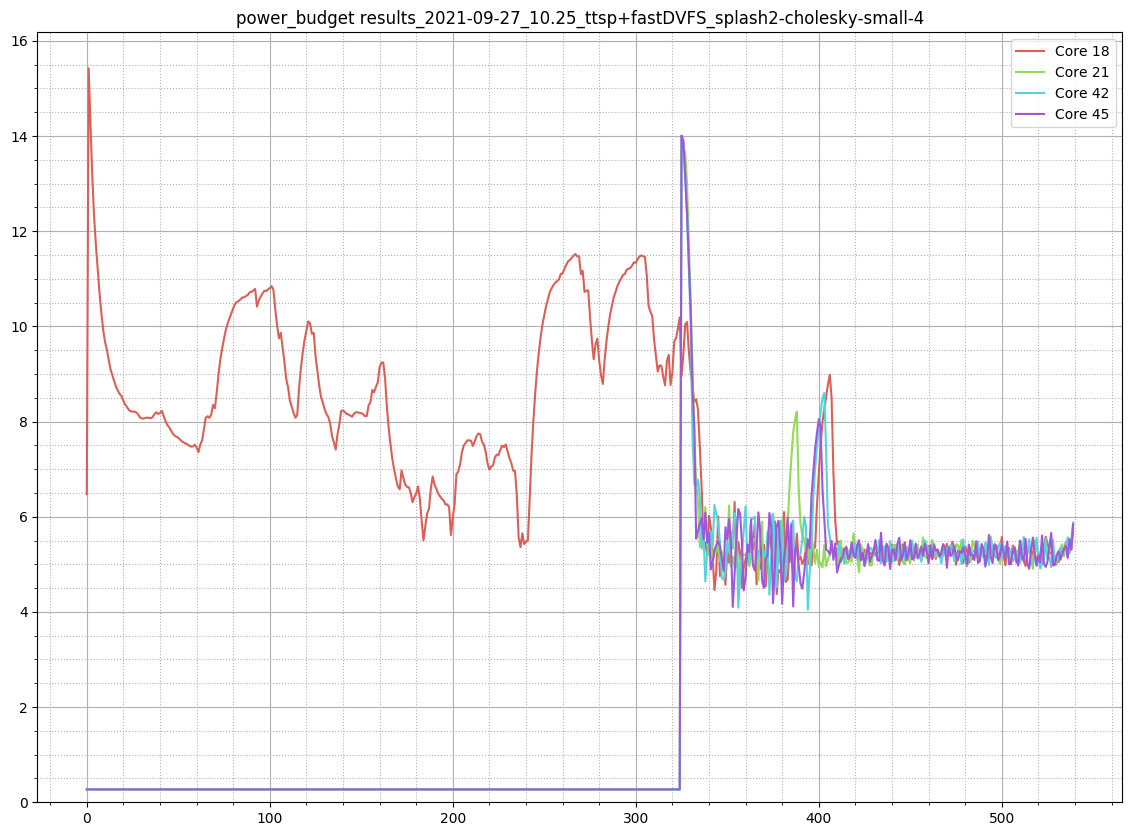 power_budget results_2021-09-27_10.25_ttsp+fastDVFS_splash2-cholesky-small-4
16
14
12
10
8
6
4
2
0
0 100 200 300 400 500
Core 18
Core 21
Core 42
Core 45